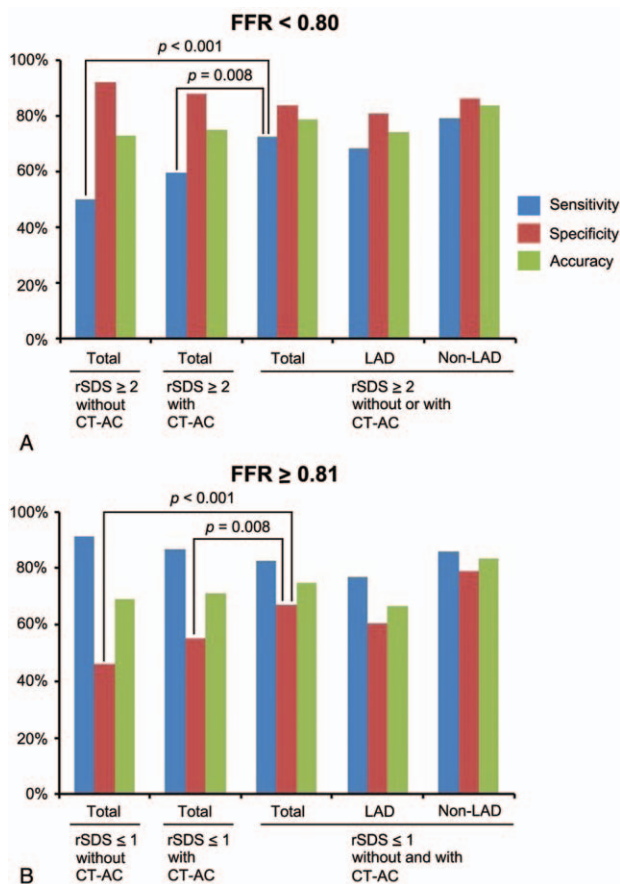 FFR < 0.80
p < 0.001
100%
p = 0.008
80%
60%
40%
20%
0%
Sensitivity
Specificity
Accuracy
Total
Total
Total
LAD
Non-LAD
rSDS ≥ 2
without
CT-AC
rSDS ≥ 2
with
CT-AC
rSDS ≥ 2
without or with
CT-AC
A
FFR ≥ 0.81
p < 0.001
100%
p = 0.008
80%
60%
40%
20%
0%
Total
Total
Total
LAD
Non-LAD
rSDS ≤ 1
without
CT-AC
rSDS ≤ 1
with
CT-AC
rSDS ≤ 1
without and with
CT-AC
B